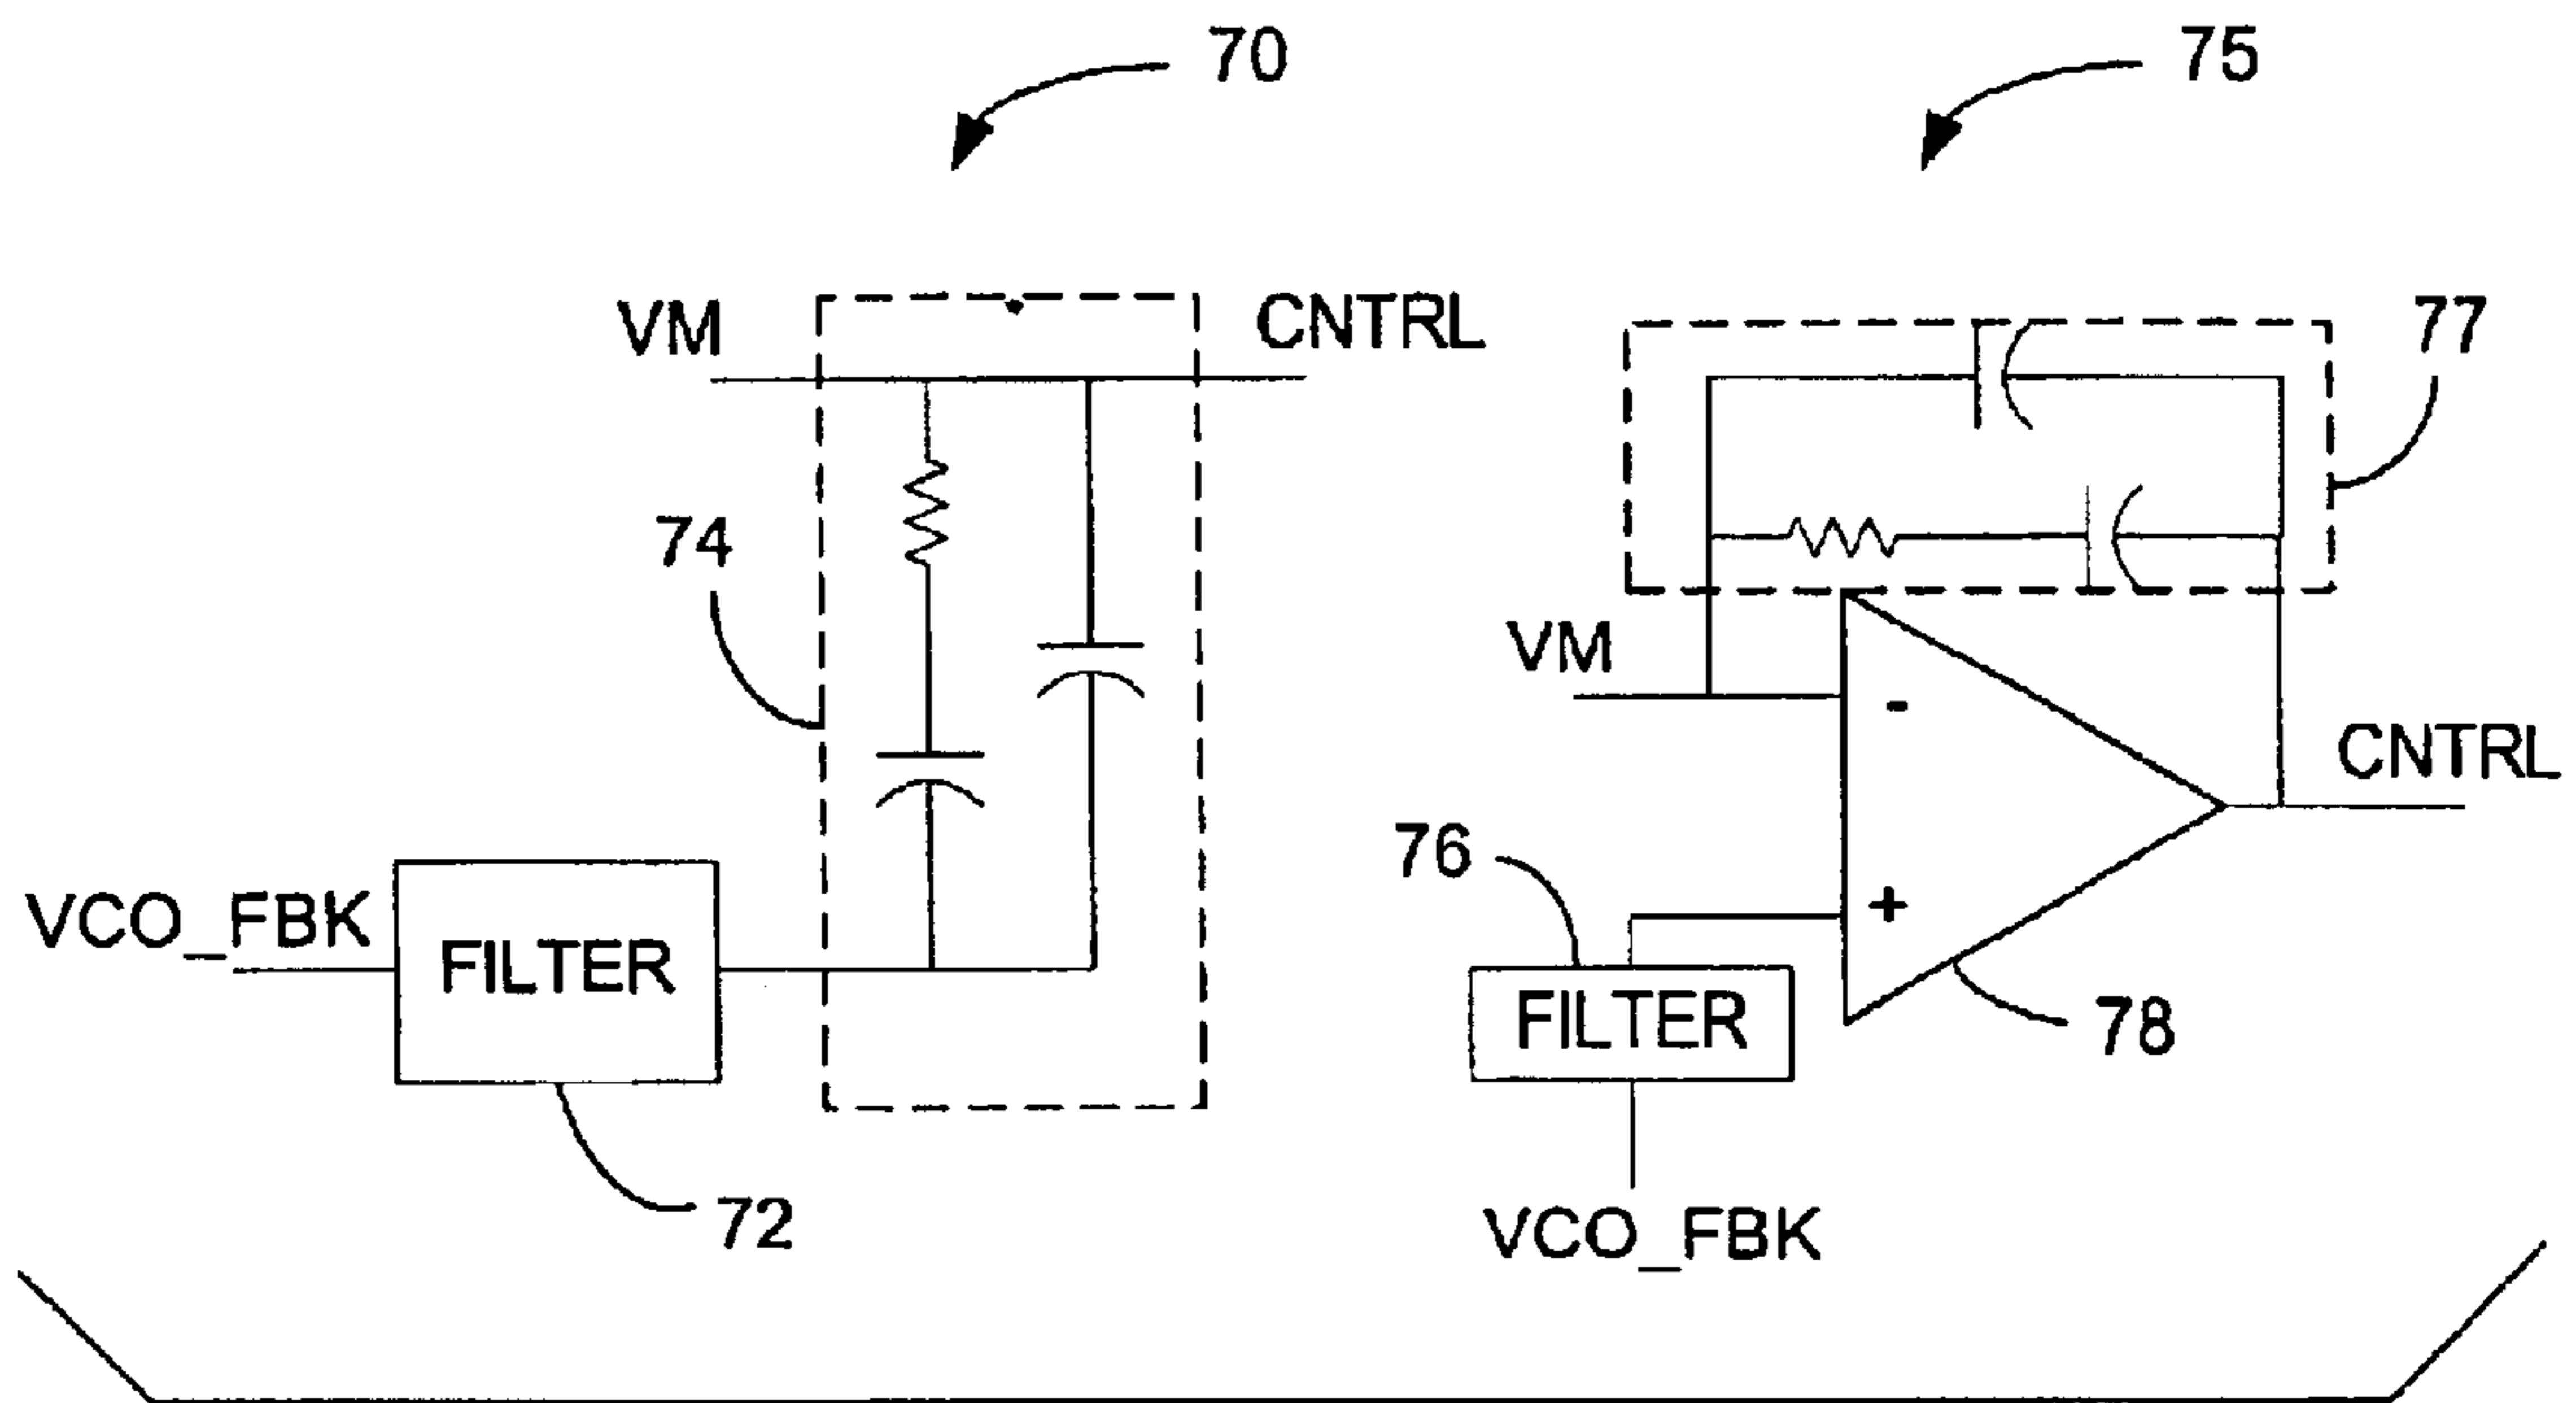 70
VM
CNTRL
74
VCO_FBK
FILTER
72
75
77
VM
-
CNTRL
76
+
FILTER
78
VCO_FBK